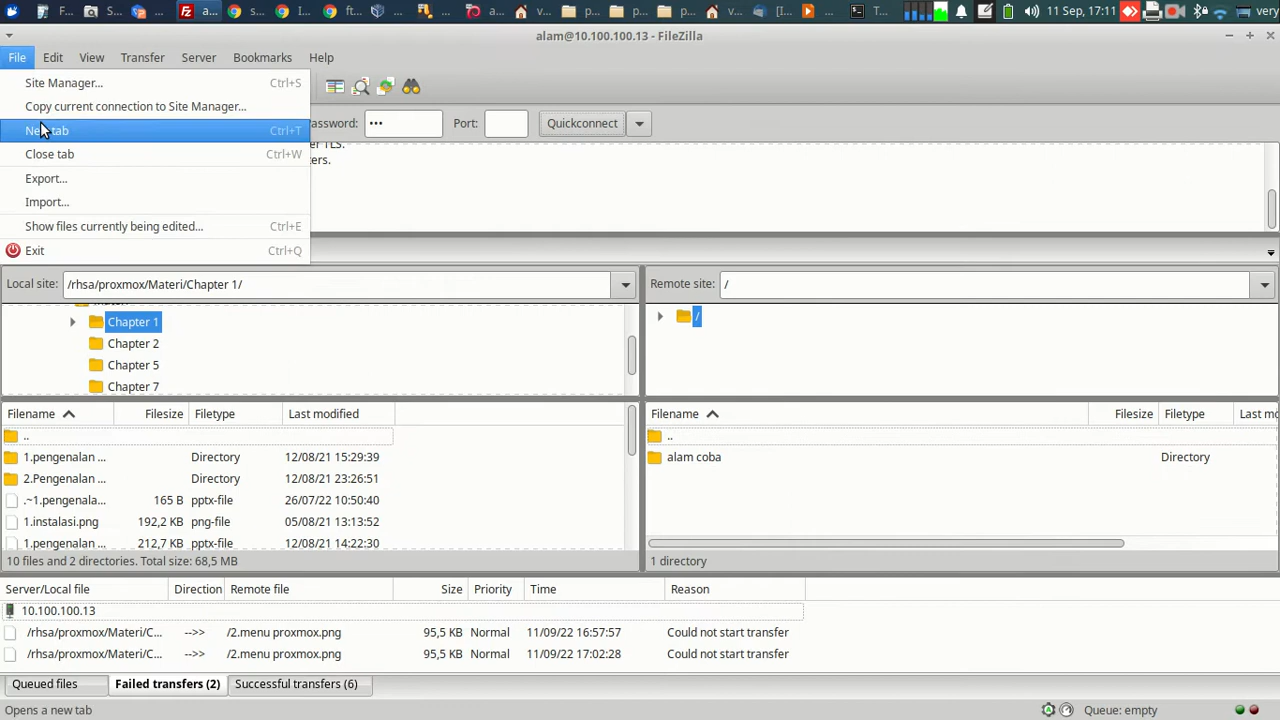 F...
S...
a...
s...
c...
ft...
d...
a...
w...
p...
p...
p...
[...
p...
T...
11 Sep, 17:11
very
alam@10.100.100.13 - FileZilla
File Edit View Transfer Server Bookmarks Help
Site Manager... Ctrl+S
Copy current connection to Site Manager...
New tab Ctrl+T
Close tab Ctrl+W
Export...
Import...
Show files currently being edited... Ctrl+E
Exit Ctrl+Q
assword: ••• Port: Quickconnect
er TLS.
ters.
Local site: /rhsa/proxmox/Materi/Chapter 1/
Remote site: /
Chapter 1
Chapter 2
Chapter 5
Chapter 7
/
Filename Filesize Filetype Last modified
..
1.pengenalan ... Directory 12/08/21 15:29:39
2.Pengenalan ... Directory 12/08/21 23:26:51
.~1.pengenala... 165 B pptx-file 26/07/22 10:50:40
1.instalasi.png 192,2 KB png-file 05/08/21 13:13:52
1.pengenalan ... 212,7 KB pptx-file 12/08/21 14:22:30
10 files and 2 directories. Total size: 68,5 MB
Filename Filesize Filetype Last mo
..
alam coba Directory
1 directory
Server/Local file Direction Remote file Size Priority Time Reason
10.100.100.13
/rhsa/proxmox/Materi/C... -->> /2.menu proxmox.png 95,5 KB Normal 11/09/22 16:57:57 Could not start transfer
/rhsa/proxmox/Materi/C... -->> /2.menu proxmox.png 95,5 KB Normal 11/09/22 17:02:28 Could not start transfer
Queued files Failed transfers (2) Successful transfers (6)
Opens a new tab
Queue: empty